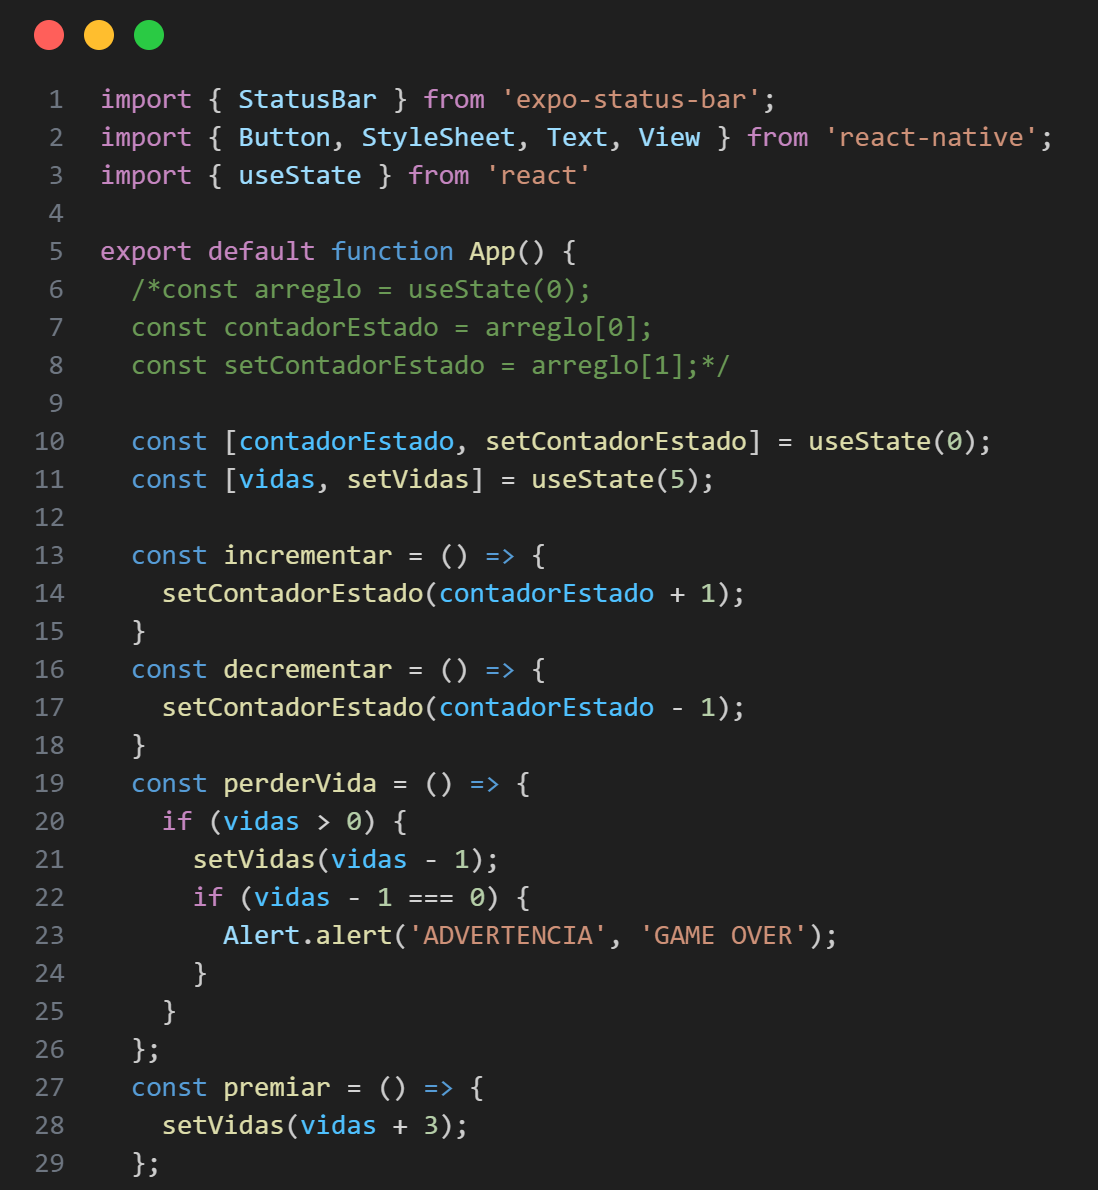 1 import { StatusBar } from 'expo-status-bar';
2 import { Button, StyleSheet, Text, View } from 'react-native';
3 import { useState } from 'react'
4
5 export default function App() {
6   /*const arreglo = useState(0);
7   const contadorEstado = arreglo[0];
8   const setContadorEstado = arreglo[1];*/
9
10   const [contadorEstado, setContadorEstado] = useState(0);
11   const [vidas, setVidas] = useState(5);
12
13   const incrementar = () => {
14     setContadorEstado(contadorEstado + 1);
15   }
16   const decrementar = () => {
17     setContadorEstado(contadorEstado - 1);
18   }
19   const perderVida = () => {
20     if (vidas > 0) {
21       setVidas(vidas - 1);
22       if (vidas - 1 === 0) {
23         Alert.alert('ADVERTENCIA', 'GAME OVER');
24       }
25     }
26   };
27   const premiar = () => {
28     setVidas(vidas + 3);
29   };